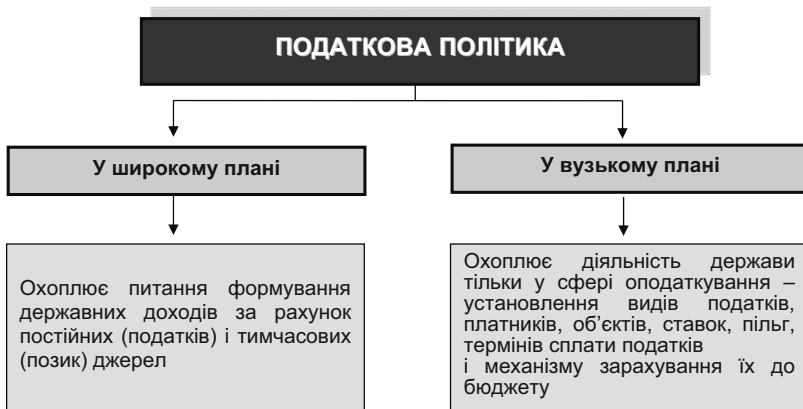 ПОДАТКОВА ПОЛІТИКА
У широкому плані
У вузькому плані
Охоплює питання формування
державних доходів за рахунок
постійних (податків) і тимчасових
(позик) джерел
Охоплює діяльність держави
тільки у сфері оподаткування –
установлення видів податків,
платників, об’єктів, ставок, пільг,
термінів сплати податків
і механізму зарахування їх до
бюджету